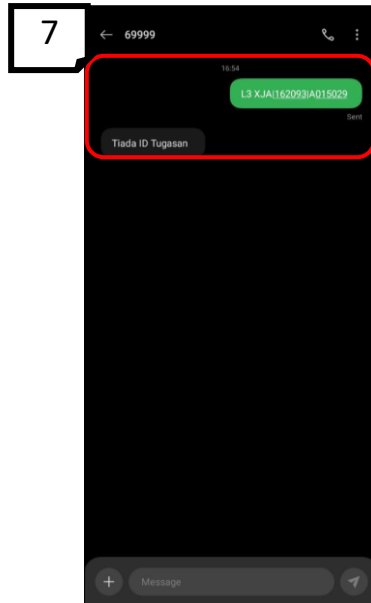 7
69999
16:54
L3 XJA|162093|A015029
Sent
Tiada ID Tugasan
Message